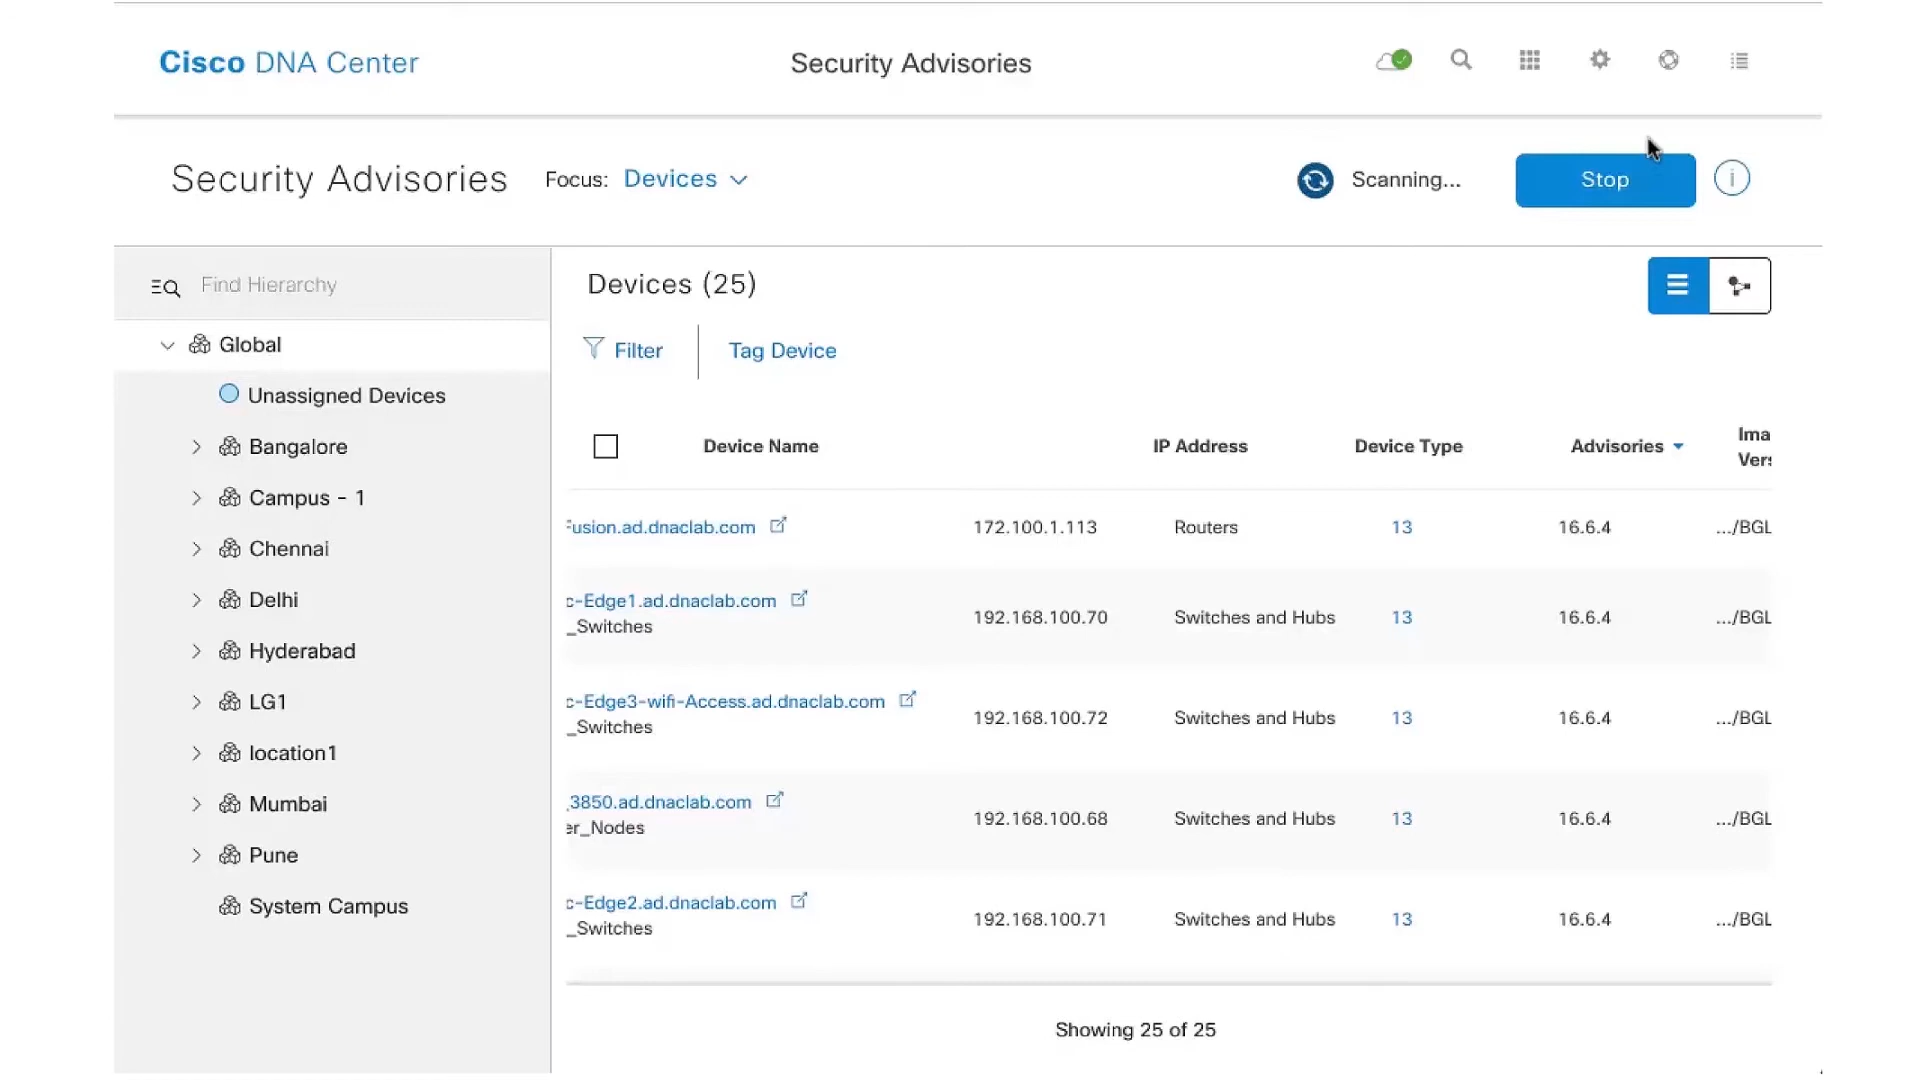 Cisco DNA Center
Security Advisories
Security Advisories
Focus: Devices
Scanning...
Stop
i
Find Hierarchy
Global
Unassigned Devices
Bangalore
Campus - 1
Chennai
Delhi
Hyderabad
LG1
location1
Mumbai
Pune
System Campus
Devices (25)
Filter
Tag Device
Device Name IP Address Device Type Advisories Ima
Vers
Fusion.ad.dnaclab.com 172.100.1.113 Routers 13 16.6.4 .../BGL
c-Edge1.ad.dnaclab.com
_Switches
192.168.100.70 Switches and Hubs 13 16.6.4 .../BGL
c-Edge3-wifi-Access.ad.dnaclab.com
_Switches
192.168.100.72 Switches and Hubs 13 16.6.4 .../BGL
_3850.ad.dnaclab.com
er_Nodes
192.168.100.68 Switches and Hubs 13 16.6.4 .../BGL
c-Edge2.ad.dnaclab.com
_Switches
192.168.100.71 Switches and Hubs 13 16.6.4 .../BGL
Showing 25 of 25